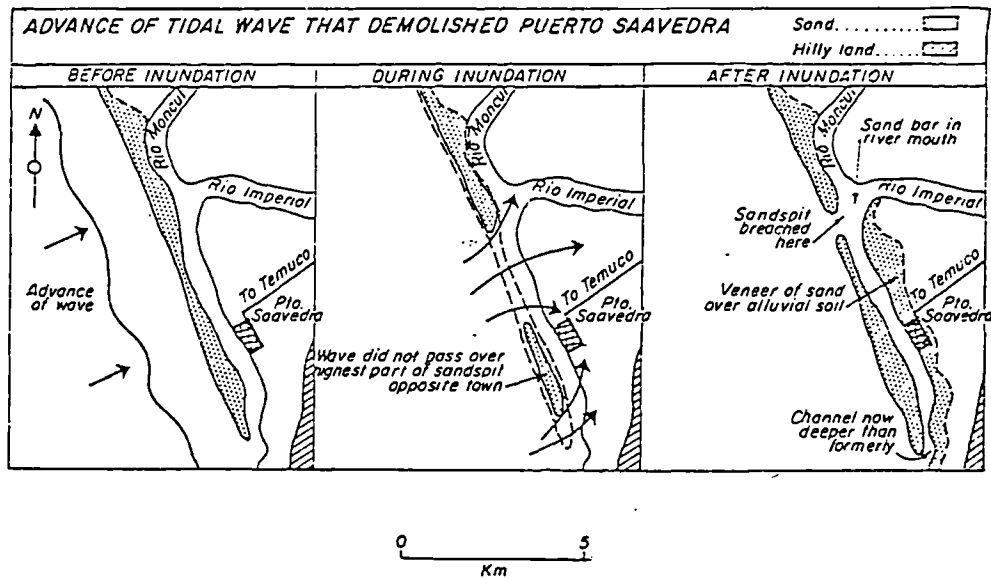 ADVANCE OF TIDAL WAVE THAT DEMOLISHED PUERTO SAAVEDRA
Sand..........
Hilly land.....
BEFORE INUNDATION
DURING INUNDATION
AFTER INUNDATION
N
Rio Moncul
Rio Imperial
Advance
of wave
To Temuco
Pto.
Saavedra
Rio Moncul
Rio Imperial
To Temuco
Pto.
Saavedra
Wave did not pass over
highest part of sandspit
opposite town
Rio Moncul
Sand bar in
river mouth
Rio Imperial
Sandspit
breached
here
To Temuco
Veneer of sand
over alluvial soil
Pto.
Saavedra
Channel now
deeper than
formerly
0 5
Km